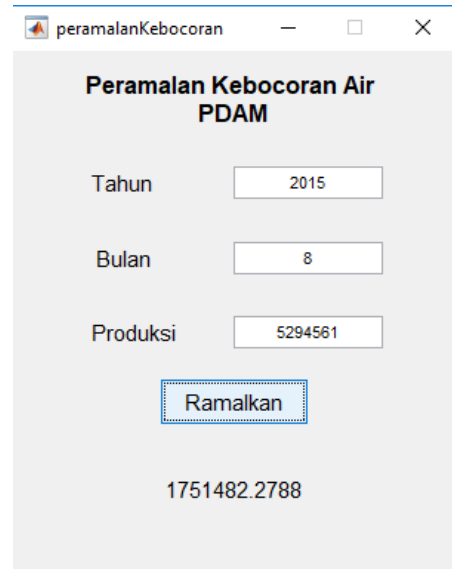 peramalanKebocoran
Peramalan Kebocoran Air
PDAM
Tahun 2015
Bulan 8
Produksi 5294561
Ramalkan
1751482.2788